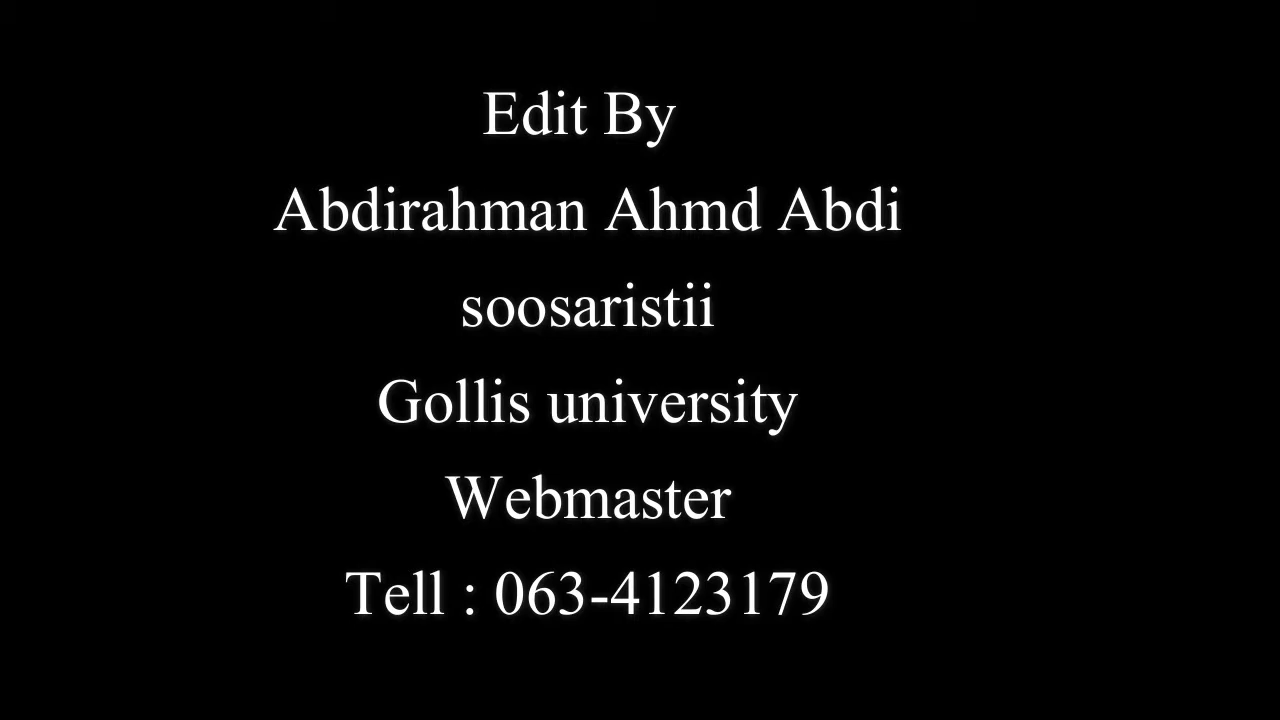 Edit By
Abdirahman Ahmd Abdi
soosaristii
Gollis university
Webmaster
Tell : 063-4123179